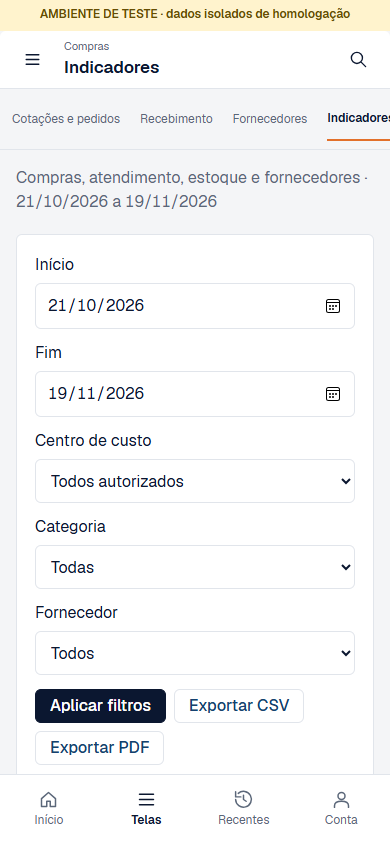 AMBIENTE DE TESTE · dados isolados de homologação
Compras
Indicadores
Cotações e pedidos Recebimento Fornecedores Indicadores
Compras, atendimento, estoque e fornecedores ·
21/10/2026 a 19/11/2026
Início
21/10/2026
Fim
19/11/2026
Centro de custo
Todos autorizados
Categoria
Todas
Fornecedor
Todos
Aplicar filtros Exportar CSV
Exportar PDF
Início Telas Recentes Conta